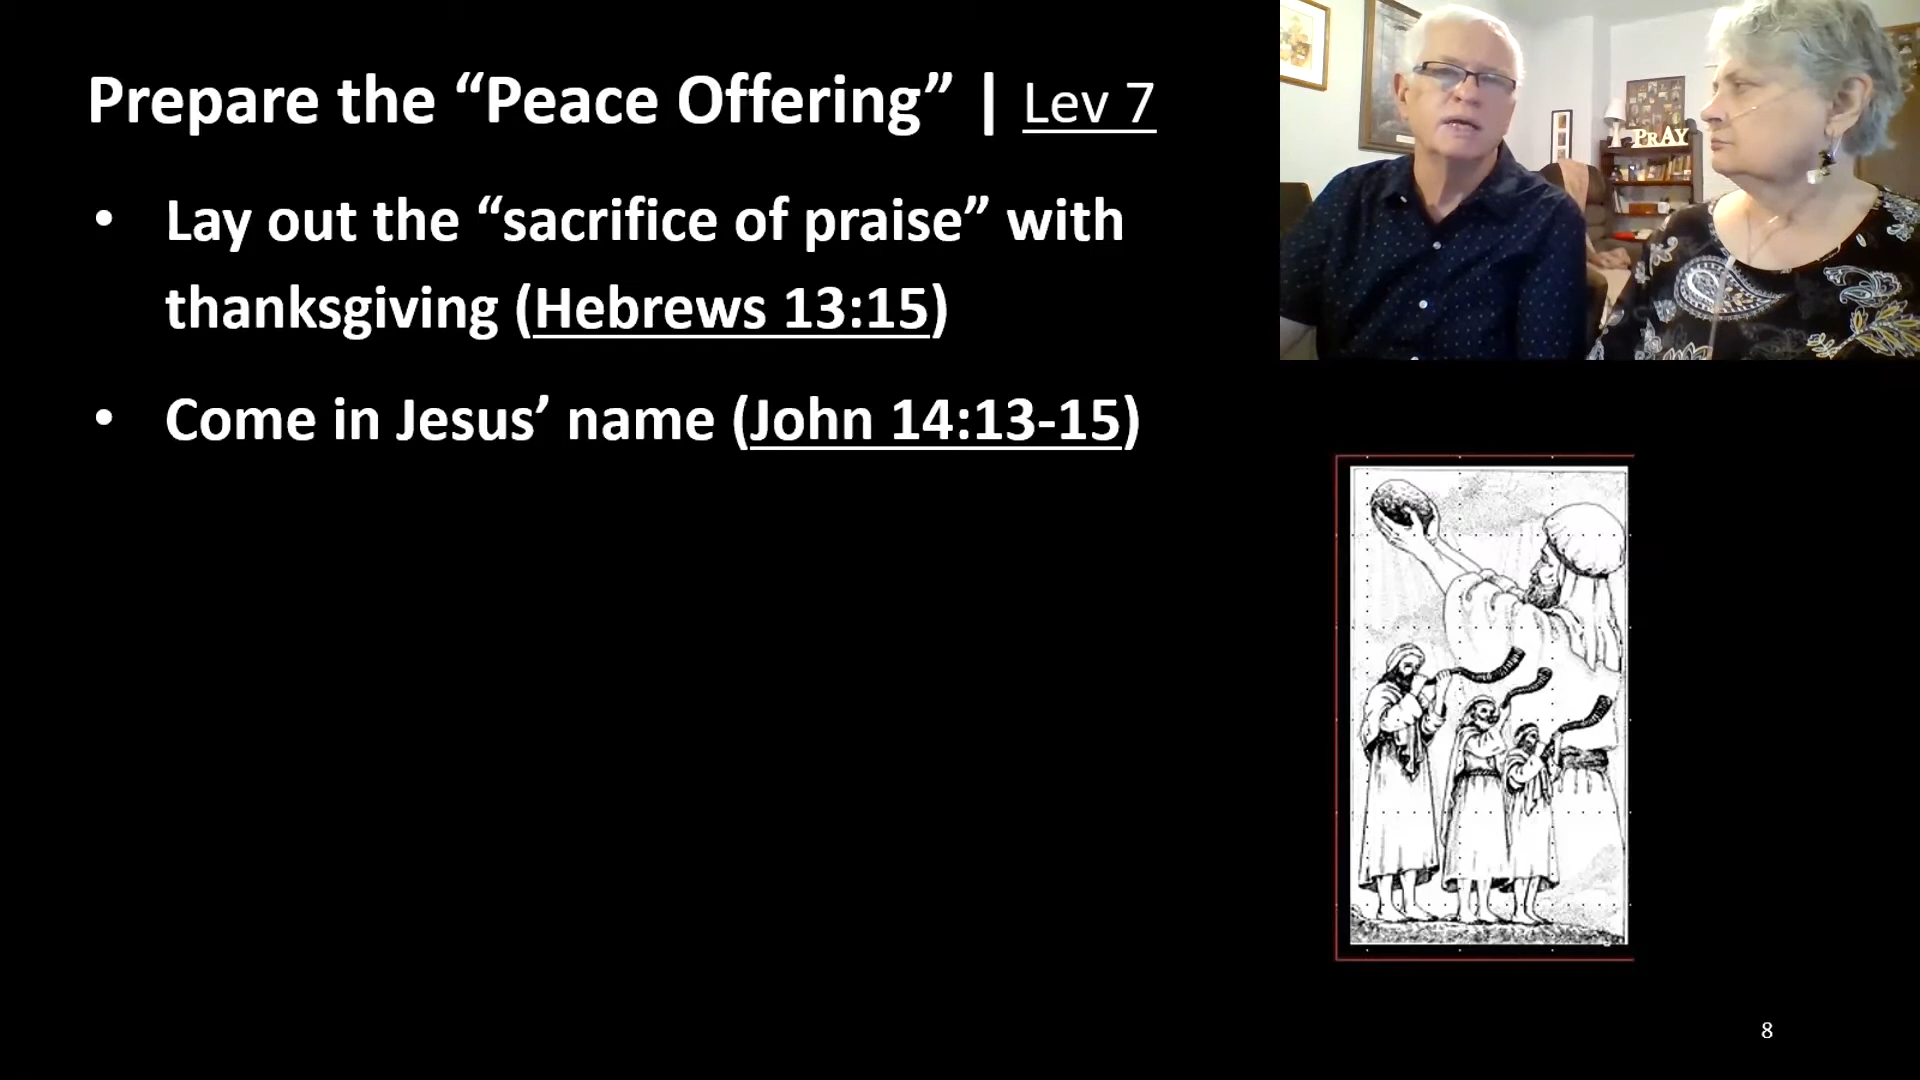 Prepare the “Peace Offering” | Lev 7
• Lay out the “sacrifice of praise” with
thanksgiving (Hebrews 13:15)
• Come in Jesus’ name (John 14:13-15)
PRAY
8